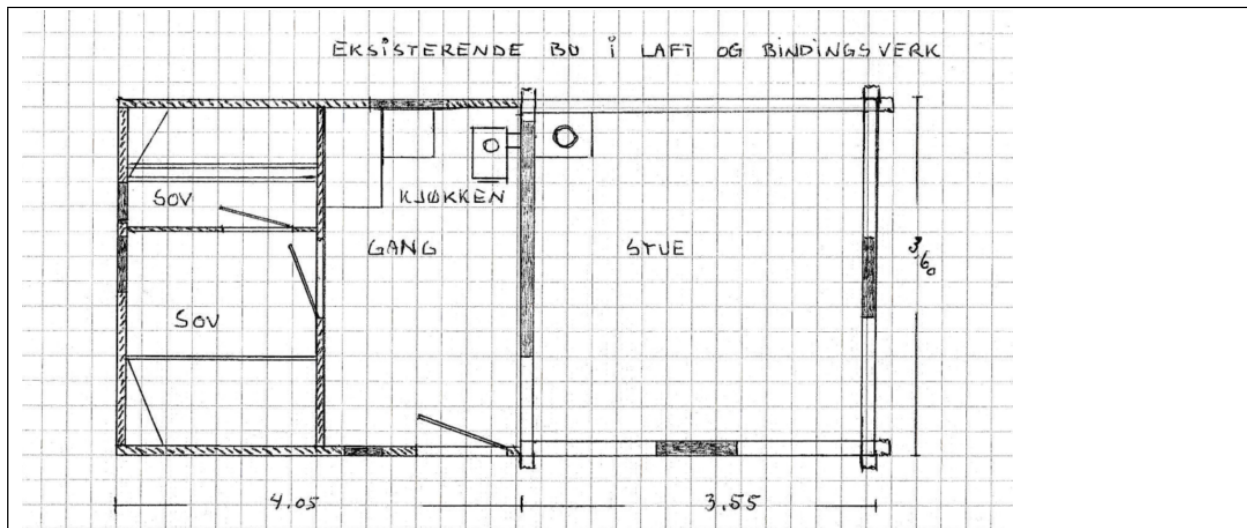 EKSISTERENDE BU I LAFT OG BINDINGSVERK
SOV
KJØKKEN
GANG
STUE
3,60
SOV
4.05
3.55